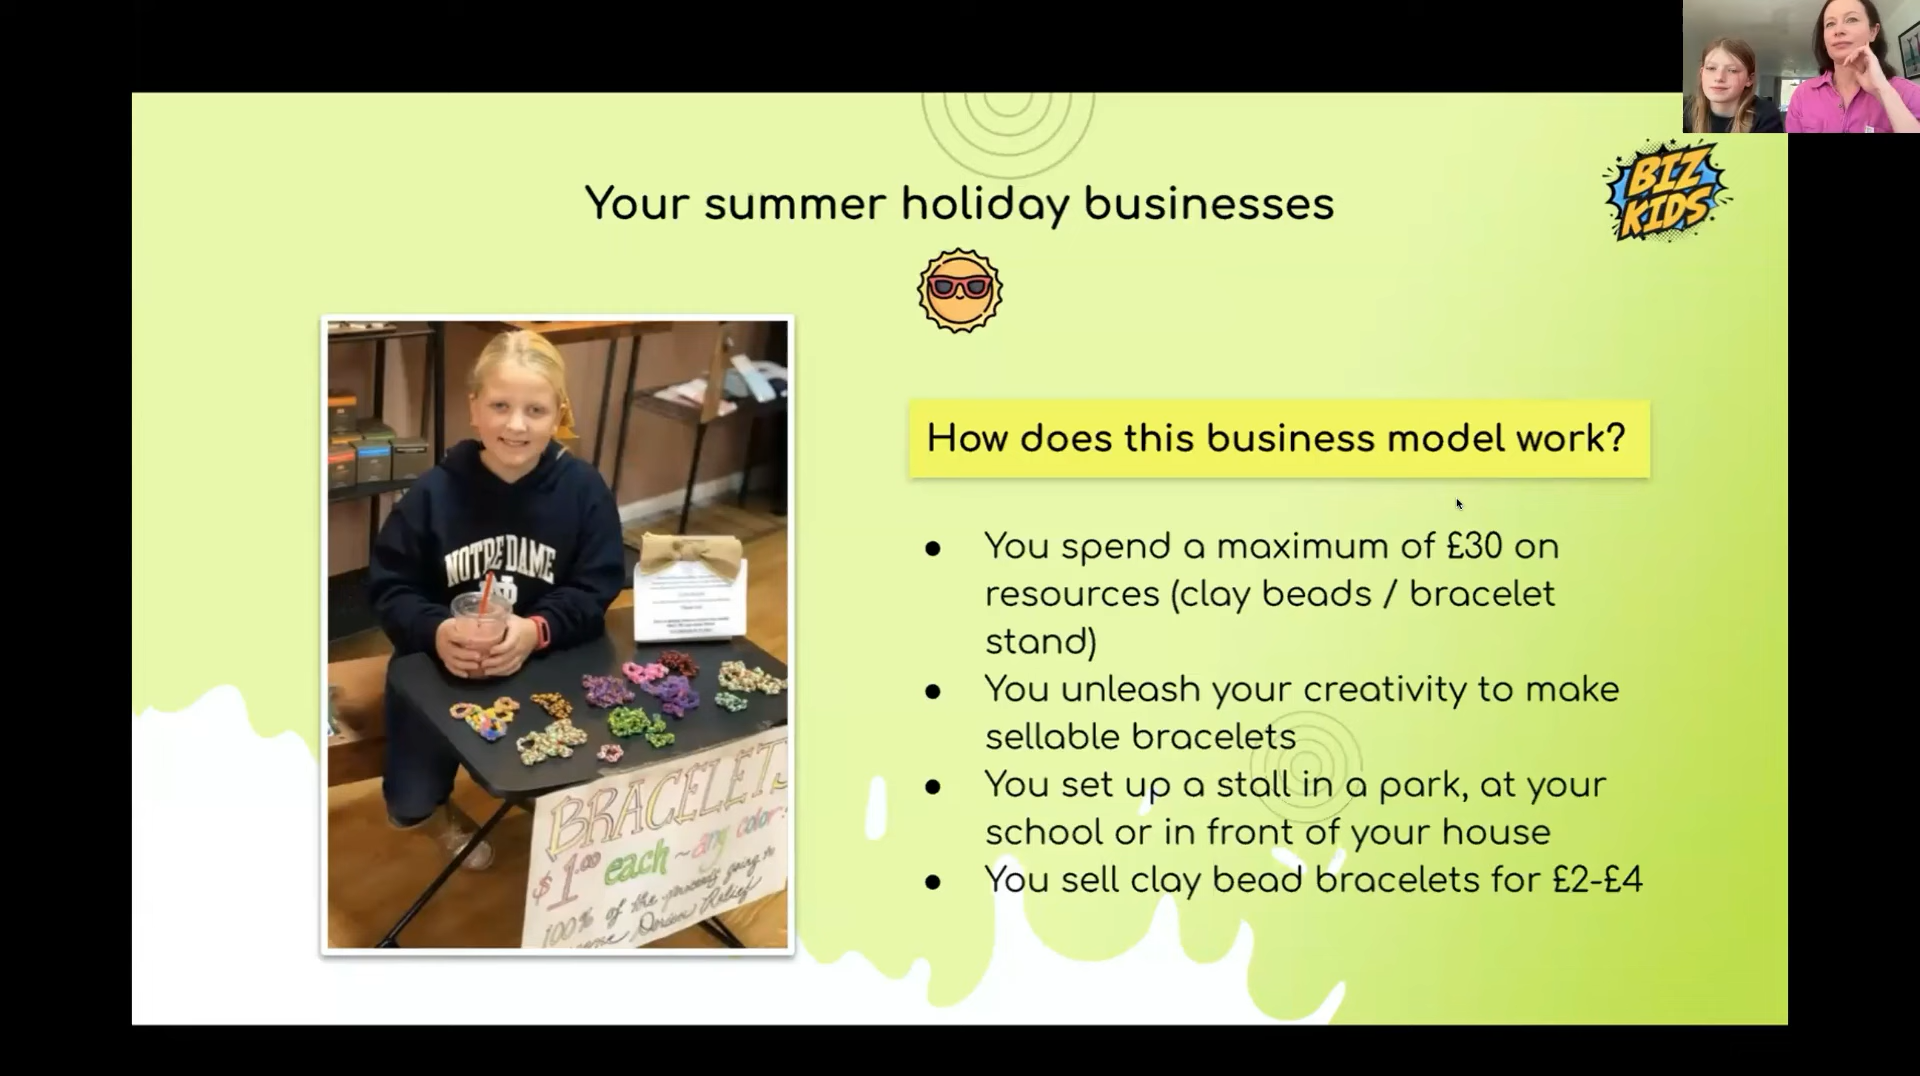 Your summer holiday businesses
BIZ
KIDS
How does this business model work?
● You spend a maximum of £30 on
resources (clay beads / bracelet
stand)
● You unleash your creativity to make
sellable bracelets
● You set up a stall in a park, at your
school or in front of your house
● You sell clay bead bracelets for £2-£4
NOTRE DAME
BRACELETS
$1.00 each ~ any color!
100% of the proceeds going to
Relief